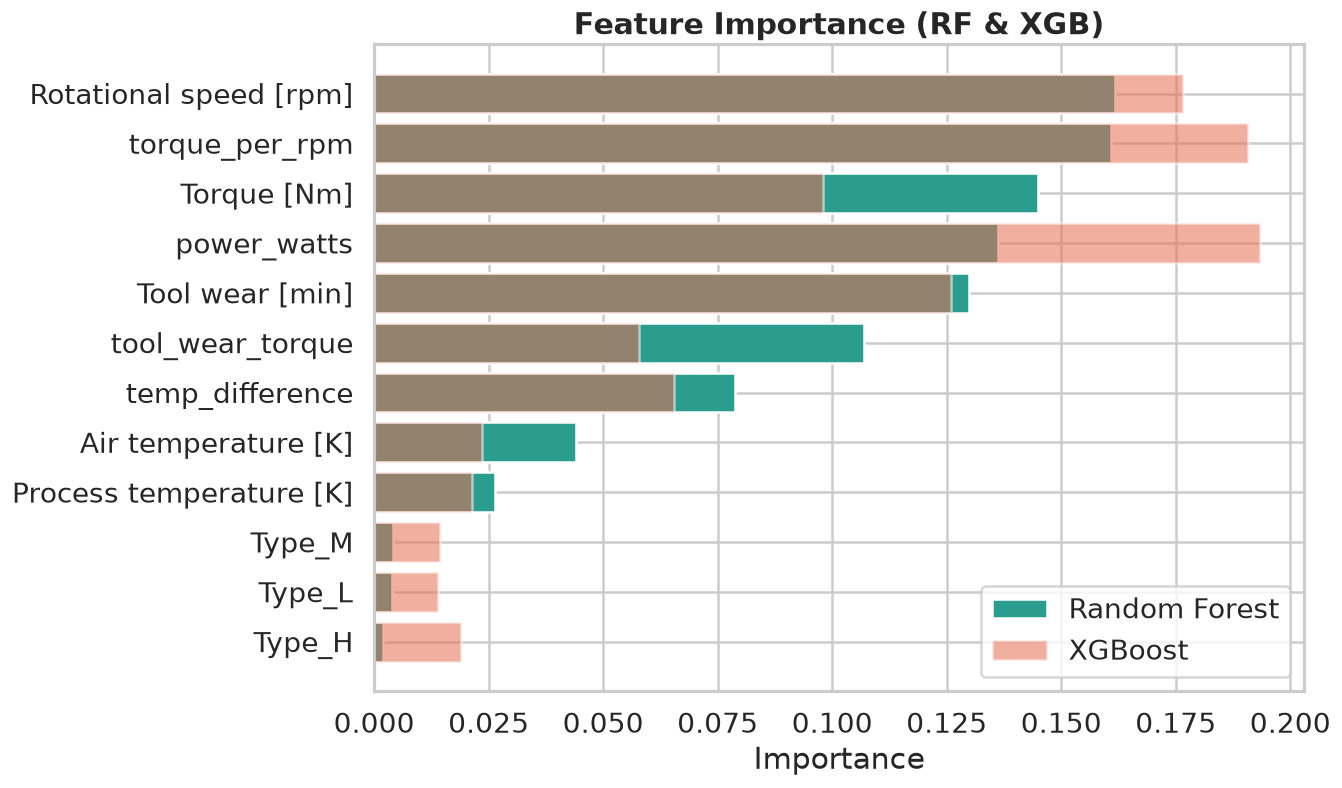 Feature Importance (RF & XGB)
Rotational speed [rpm]
torque_per_rpm
Torque [Nm]
power_watts
Tool wear [min]
tool_wear_torque
temp_difference
Air temperature [K]
Process temperature [K]
Type_M
Type_L
Type_H
Random Forest
XGBoost
0.000 0.025 0.050 0.075 0.100 0.125 0.150 0.175 0.200
Importance